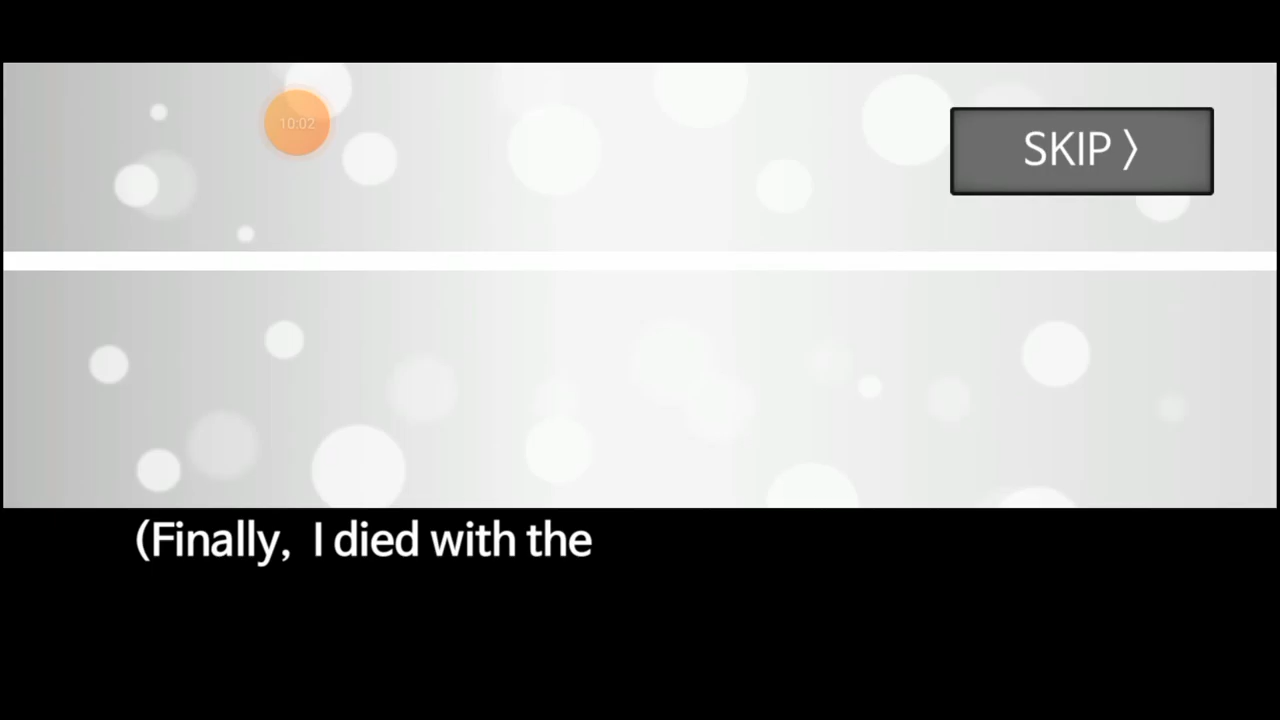 10:02
SKIP 〉
(Finally, I died with the